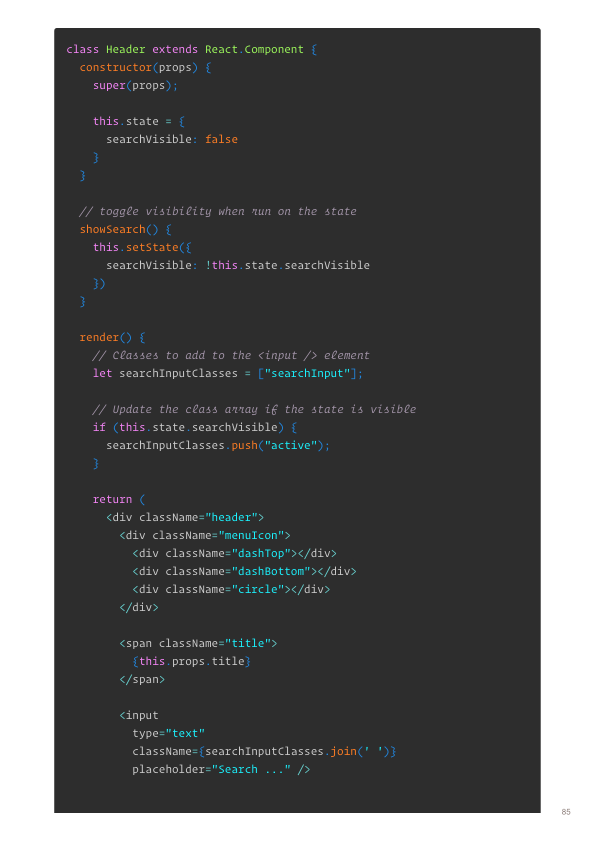 class Header extends React.Component {
  constructor(props) {
    super(props);

    this.state = {
      searchVisible: false
    }
  }

  // toggle visibility when run on the state
  showSearch() {
    this.setState({
      searchVisible: !this.state.searchVisible
    })
  }

  render() {
    // Classes to add to the <input /> element
    let searchInputClasses = ["searchInput"];

    // Update the class array if the state is visible
    if (this.state.searchVisible) {
      searchInputClasses.push("active");
    }

    return (
      <div className="header">
        <div className="menuIcon">
          <div className="dashTop"></div>
          <div className="dashBottom"></div>
          <div className="circle"></div>
        </div>

        <span className="title">
          {this.props.title}
        </span>

        <input
          type="text"
          className={searchInputClasses.join(' ')}
          placeholder="Search ..." />
85